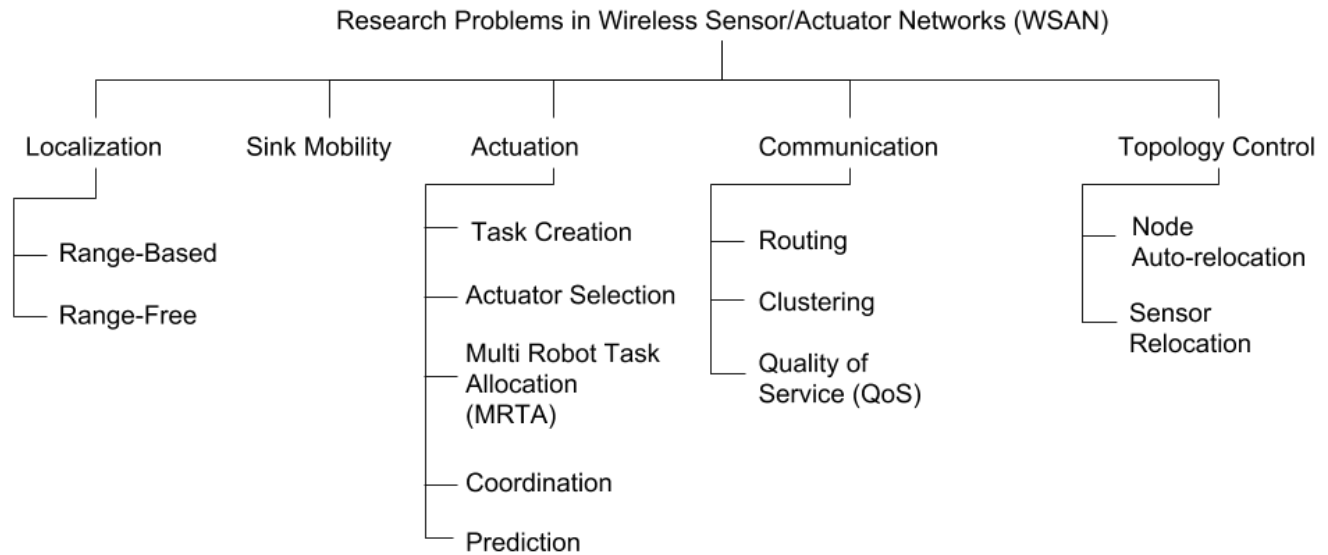 Research Problems in Wireless Sensor/Actuator Networks (WSAN)
Localization
Sink Mobility
Actuation
Communication
Topology Control
Range-Based
Range-Free
Task Creation
Actuator Selection
Multi Robot Task
Allocation
(MRTA)
Coordination
Prediction
Routing
Clustering
Quality of
Service (QoS)
Node
Auto-relocation
Sensor
Relocation